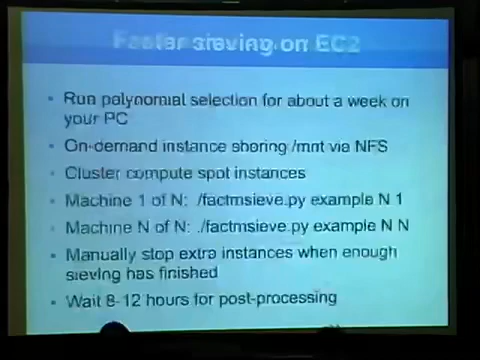 Faster sieving on EC2
• Run polynomial selection for about a week on
your PC
• On-demand instance sharing /mnt via NFS
• Cluster compute spot instances
• Machine 1 of N: ./factmsieve.py example N 1
• Machine N of N: ./factmsieve.py example N N
• Manually stop extra instances when enough
sieving has finished
• Wait 8-12 hours for post-processing